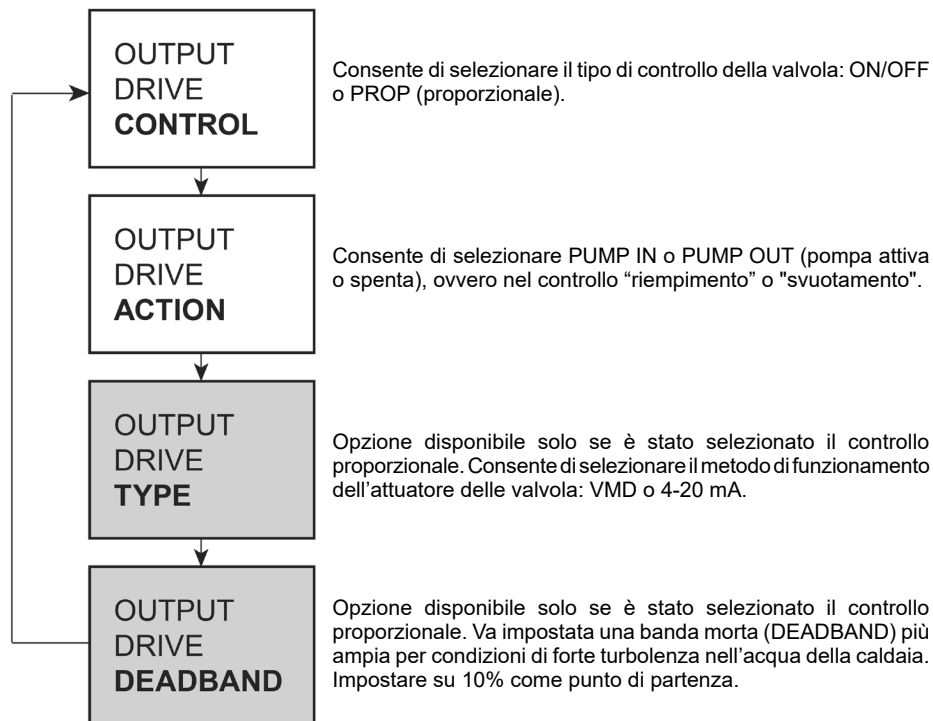 OUTPUT
DRIVE
CONTROL
Consente di selezionare il tipo di controllo della valvola: ON/OFF
o PROP (proporzionale).
OUTPUT
DRIVE
ACTION
Consente di selezionare PUMP IN o PUMP OUT (pompa attiva
o spenta), ovvero nel controllo “riempimento” o "svuotamento".
OUTPUT
DRIVE
TYPE
Opzione disponibile solo se è stato selezionato il controllo
proporzionale. Consente di selezionare il metodo di funzionamento
dell’attuatore delle valvola: VMD o 4-20 mA.
OUTPUT
DRIVE
DEADBAND
Opzione disponibile solo se è stato selezionato il controllo
proporzionale. Va impostata una banda morta (DEADBAND) più
ampia per condizioni di forte turbolenza nell’acqua della caldaia.
Impostare su 10% come punto di partenza.